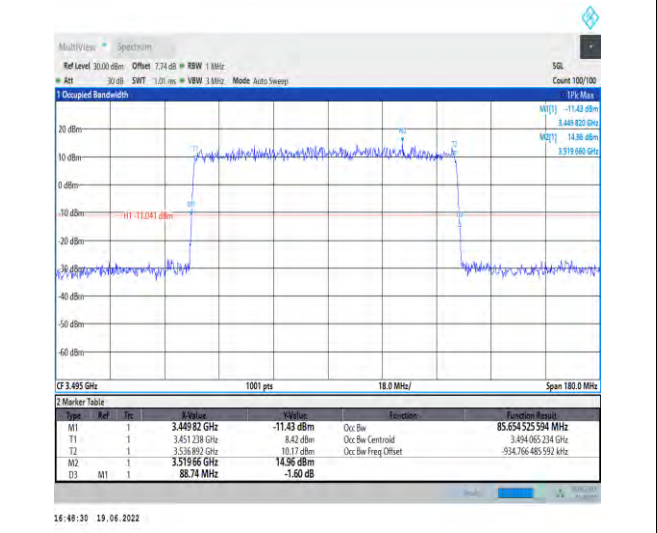 MultiView Spectrum
Ref Level 30.00 dBm Offset 7.74 dB RBW 1 MHz SGL
Att 30 dB SWT 1.01 ms VBW 3 MHz Mode Auto Sweep Count 100/100
1 Occupied Bandwidth 1Pk Max
M1[1] -11.43 dBm
3.449 820 GHz
M2[1] 14.96 dBm
3.519 660 GHz
20 dBm
M2
T1 T2
10 dBm
0 dBm
M1
-10 dBm H1 -11.041 dBm
-20 dBm
-30 dBm
-40 dBm
-50 dBm
-60 dBm
CF 3.495 GHz 1001 pts 18.0 MHz/ Span 180.0 MHz
2 Marker Table
Type Ref Trc X-Value Y-Value Function Function Result
M1 1 3.449 82 GHz -11.43 dBm Occ Bw 85.654 525 594 MHz
T1 1 3.451 238 GHz 8.42 dBm Occ Bw Centroid 3.494 065 234 GHz
T2 1 3.536 892 GHz 10.17 dBm Occ Bw Freq Offset -934.766 485 592 kHz
M2 1 3.519 66 GHz 14.96 dBm
D3 M1 1 88.74 MHz -1.60 dB
16:48:30 19.06.2022